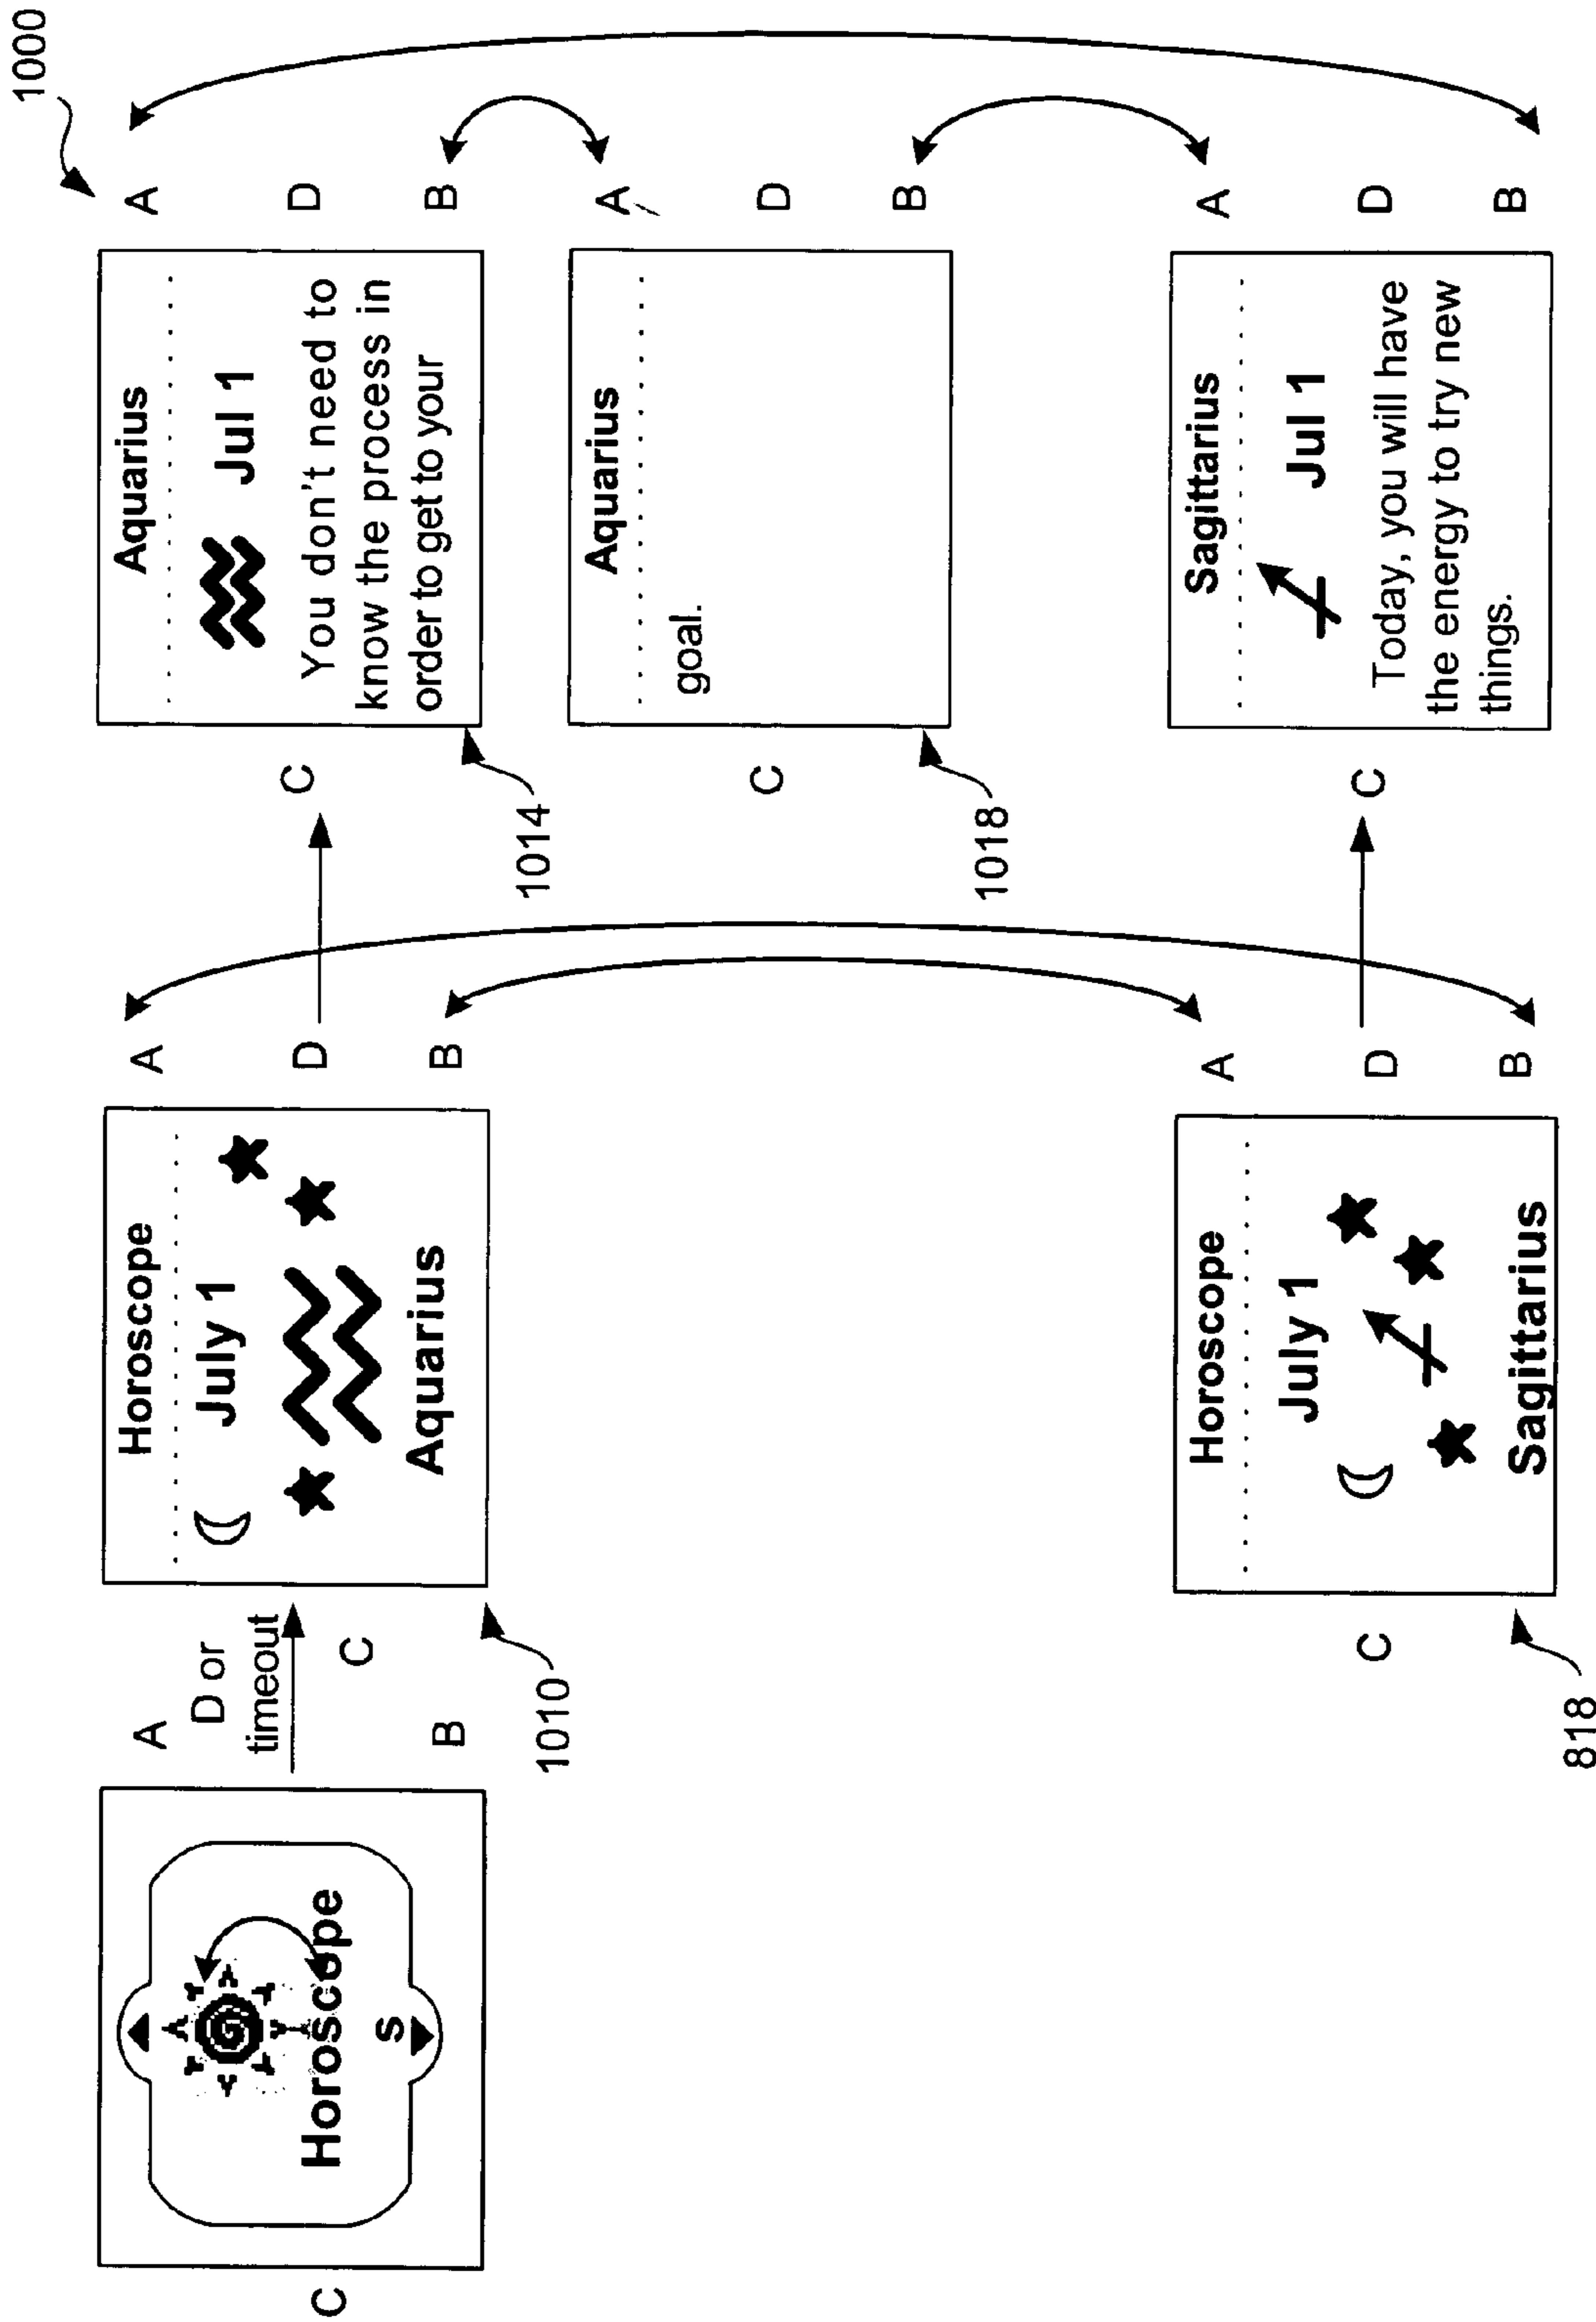 1000
C
Horoscope
s
A
D or
timeout
B
C
1010
Horoscope
July 1
Aquarius
A
D
B
C
1014
Aquarius
Jul 1
You don't need to
know the process in
order to get to your
A
D
B
C
1018
Aquarius
goal.
A
D
B
C
818
Horoscope
July 1
Sagittarius
A
D
B
C
Sagittarius
Jul 1
Today, you will have
the energy to try new
things.
A
D
B